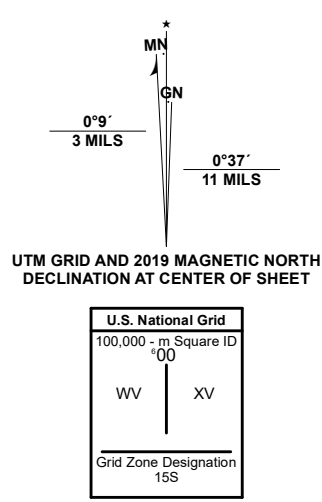 MN
GN
0°9´
3 MILS
0°37´
11 MILS
UTM GRID AND 2019 MAGNETIC NORTH
DECLINATION AT CENTER OF SHEET
U.S. National Grid
100,000 - m Square ID
⁶00
WV XV
Grid Zone Designation
15S